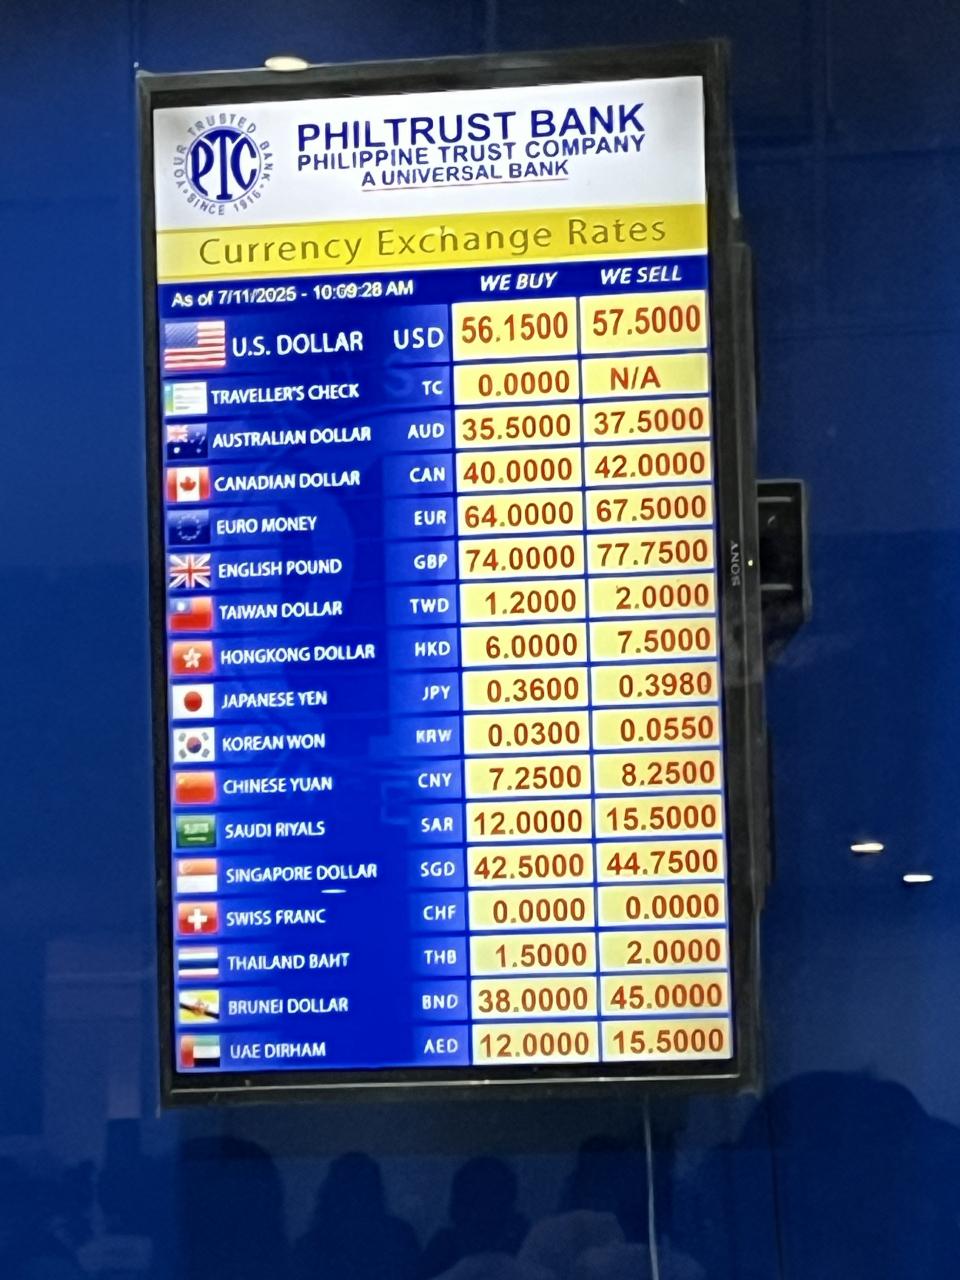 YOUR TRUSTED BANK
PTC
SINCE 1916
PHILTRUST BANK
PHILIPPINE TRUST COMPANY
A UNIVERSAL BANK
Currency Exchange Rates
As of 7/11/2025 - 10:09:28 AM WE BUY WE SELL
U.S. DOLLAR USD 56.1500 57.5000
TRAVELLER'S CHECK TC 0.0000 N/A
AUSTRALIAN DOLLAR AUD 35.5000 37.5000
CANADIAN DOLLAR CAN 40.0000 42.0000
EURO MONEY EUR 64.0000 67.5000
ENGLISH POUND GBP 74.0000 77.7500
TAIWAN DOLLAR TWD 1.2000 2.0000
HONGKONG DOLLAR HKD 6.0000 7.5000
JAPANESE YEN JPY 0.3600 0.3980
KOREAN WON KRW 0.0300 0.0550
CHINESE YUAN CNY 7.2500 8.2500
SAUDI RIYALS SAR 12.0000 15.5000
SINGAPORE DOLLAR SGD 42.5000 44.7500
SWISS FRANC CHF 0.0000 0.0000
THAILAND BAHT THB 1.5000 2.0000
BRUNEI DOLLAR BND 38.0000 45.0000
UAE DIRHAM AED 12.0000 15.5000
SONY